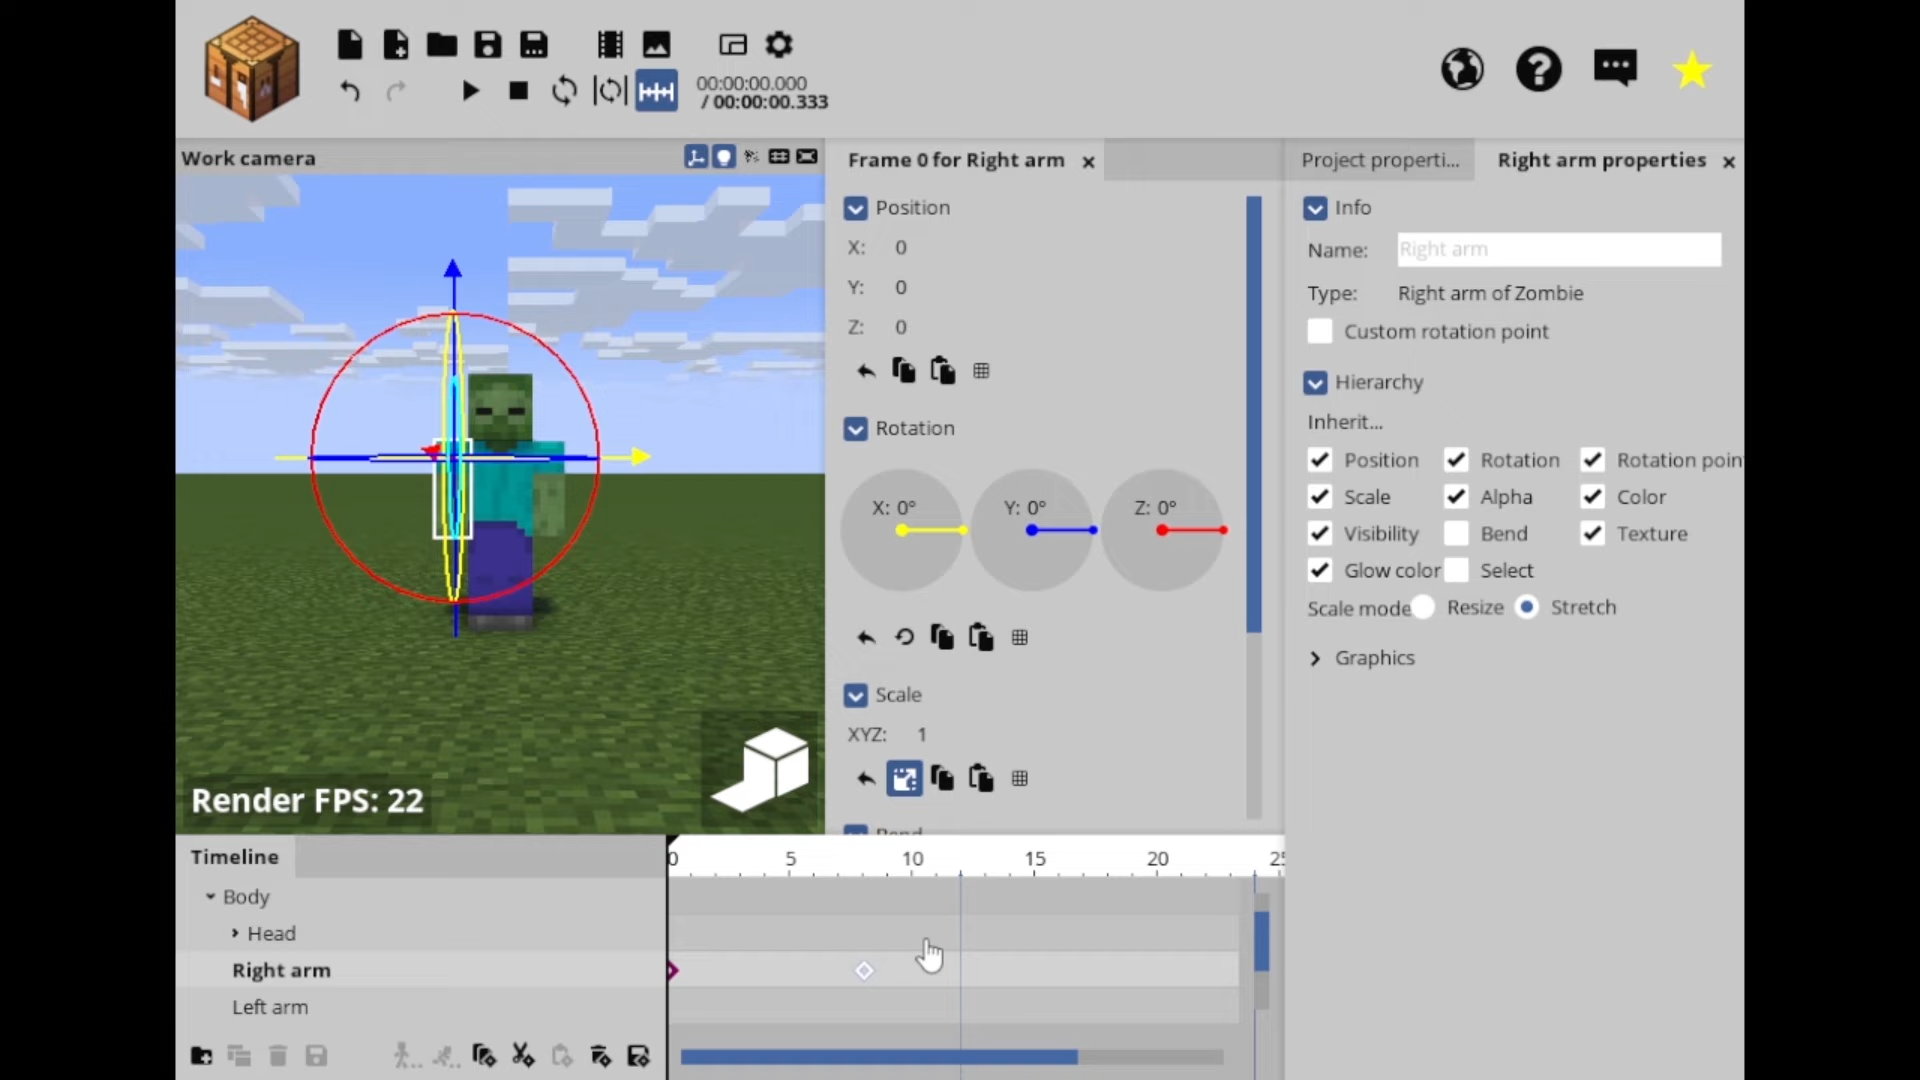 00:00:00.000
/ 00:00:00.333
Work camera
Render FPS: 22
Frame 0 for Right arm
Position
X: 0
Y: 0
Z: 0
Rotation
X: 0° Y: 0° Z: 0°
Scale
XYZ: 1
Bend
Project properti... Right arm properties
Info
Name: Right arm
Type: Right arm of Zombie
Custom rotation point
Hierarchy
Inherit...
Position Rotation Rotation poin
Scale Alpha Color
Visibility Bend Texture
Glow color Select
Scale mode Resize Stretch
Graphics
Timeline
0 5 10 15 20 25
Body
Head
Right arm
Left arm